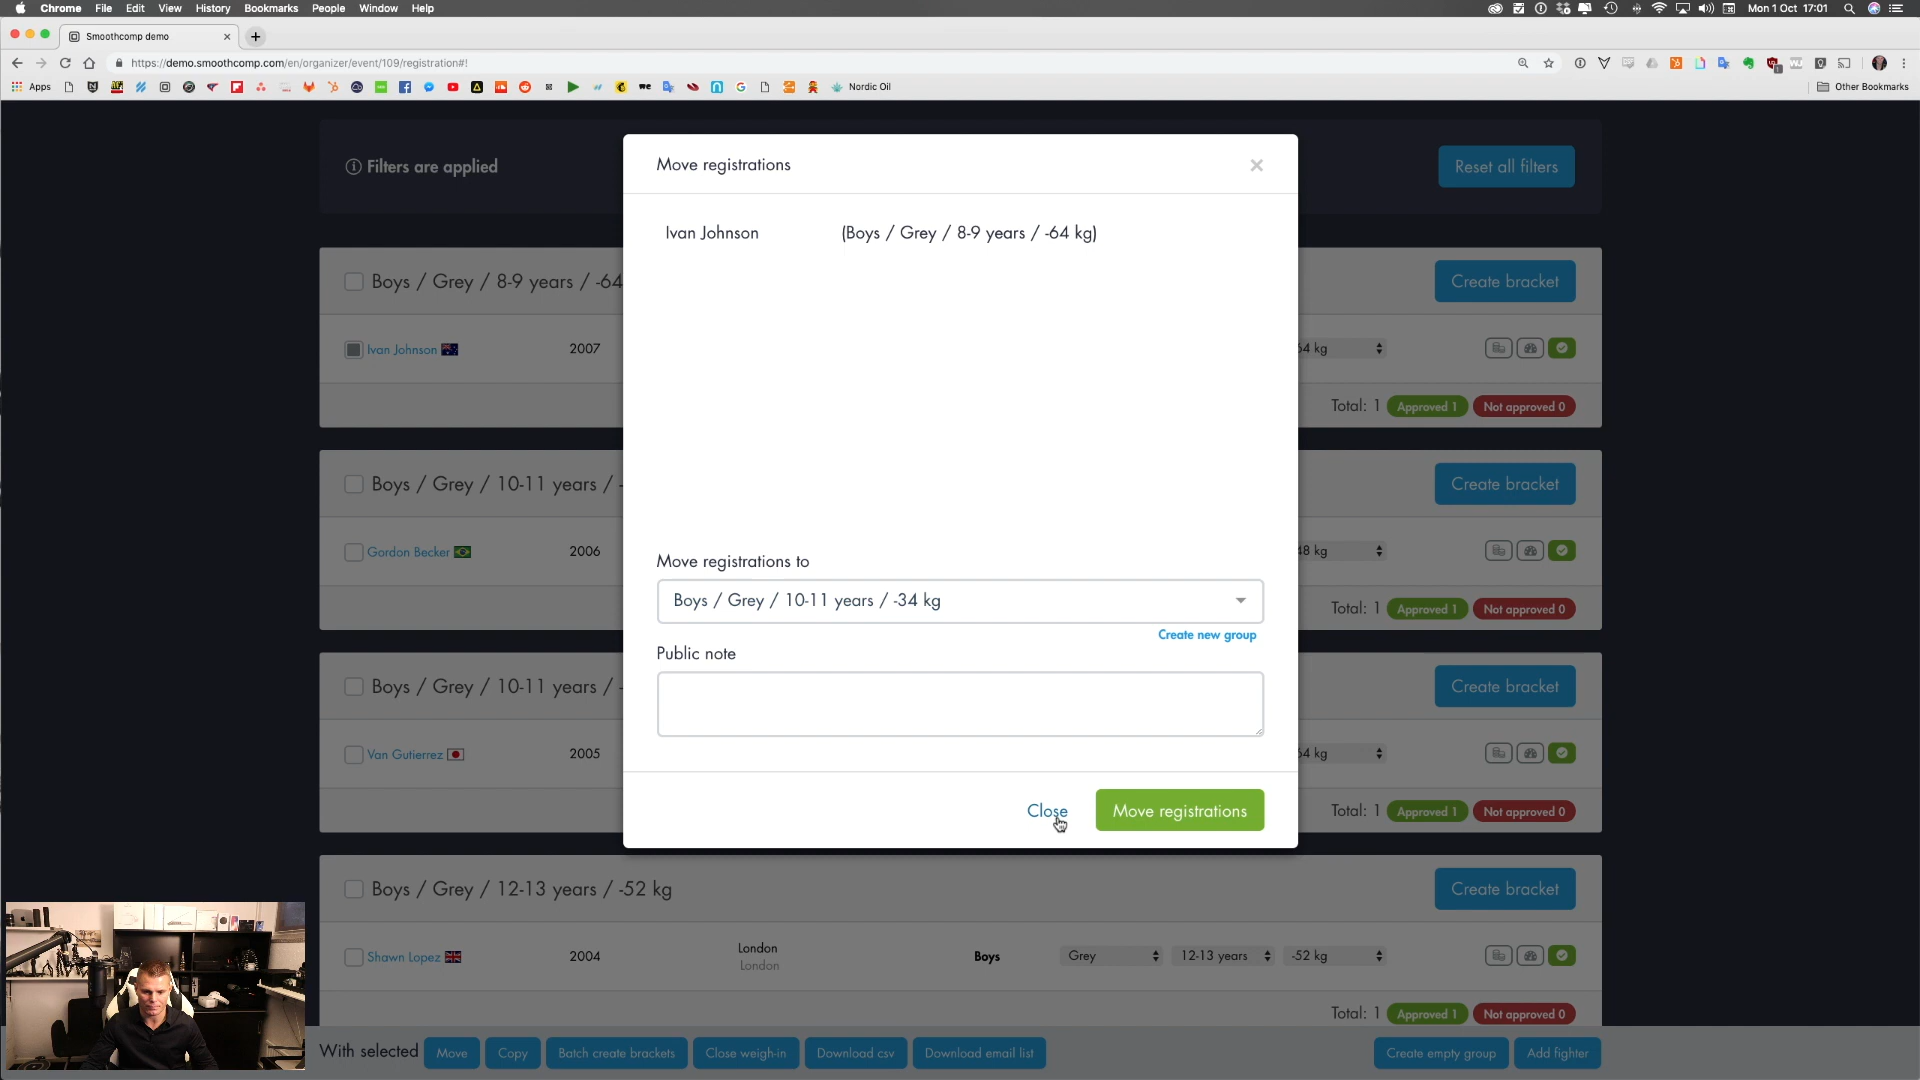 Chrome File Edit View History Bookmarks People Window Help Mon 1 Oct 17:01
Smoothcomp demo
https://demo.smoothcomp.com/en/organizer/event/109/registration#!
Apps Nordic Oil Other Bookmarks
Filters are applied Reset all filters
Move registrations
Ivan Johnson (Boys / Grey / 8-9 years / -64 kg)
Boys / Grey / 8-9 years / -64 Create bracket
Ivan Johnson 2007 64 kg
Total: 1 Approved 1 Not approved 0
Boys / Grey / 10-11 years / - Create bracket
Gordon Becker 2006 48 kg
Move registrations to
Boys / Grey / 10-11 years / -34 kg
Total: 1 Approved 1 Not approved 0
Create new group
Public note
Boys / Grey / 10-11 years / - Create bracket
Van Gutierrez 2005 64 kg
Total: 1 Approved 1 Not approved 0
Close Move registrations
Boys / Grey / 12-13 years / -52 kg Create bracket
Shawn Lopez 2004 London London Boys Grey 12-13 years -52 kg
Total: 1 Approved 1 Not approved 0
With selected Move Copy Batch create brackets Close weigh-in Download csv Download email list Create empty group Add fighter